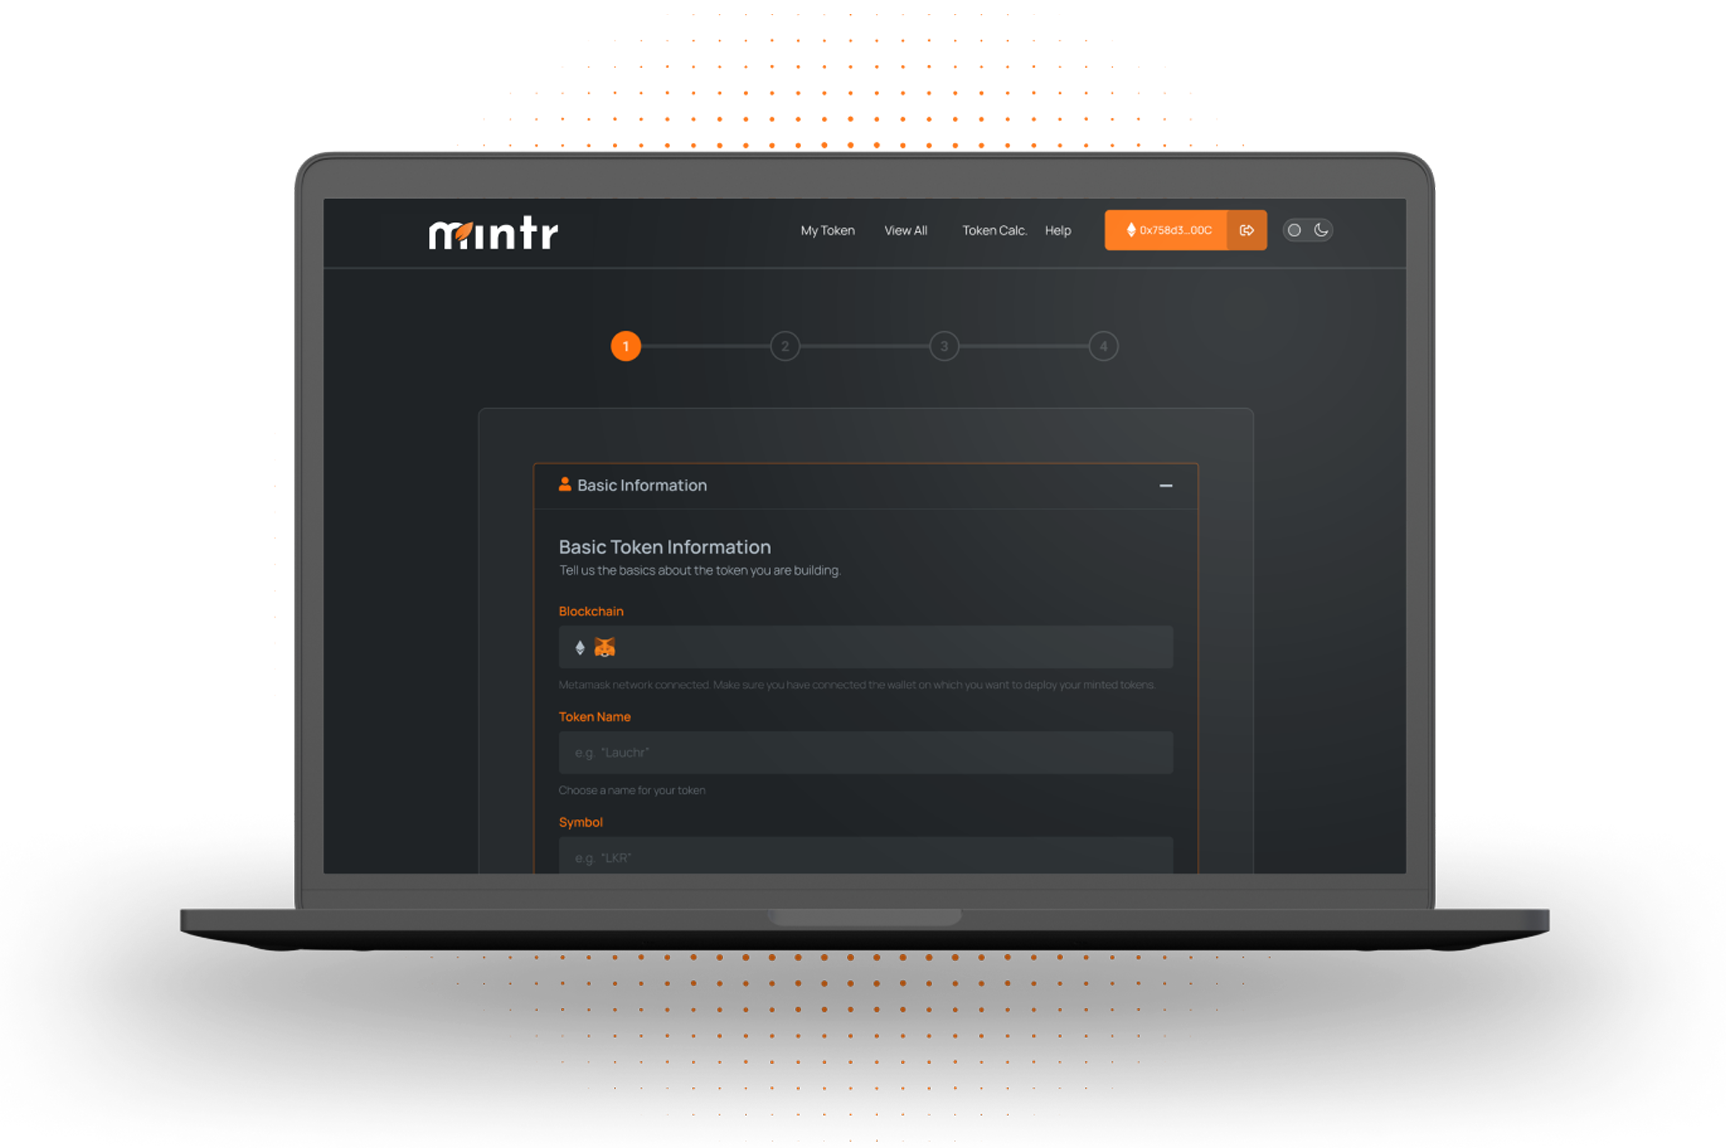 mintr
My Token View All Token Calc. Help 0x758d3...00C
1 2 3 4
Basic Information
Basic Token Information
Tell us the basics about the token you are building.
Blockchain
Metamask network connected. Make sure you have connected the wallet on which you want to deploy your minted tokens.
Token Name
e.g. "Lauchr"
Choose a name for your token
Symbol
e.g. "LKR"